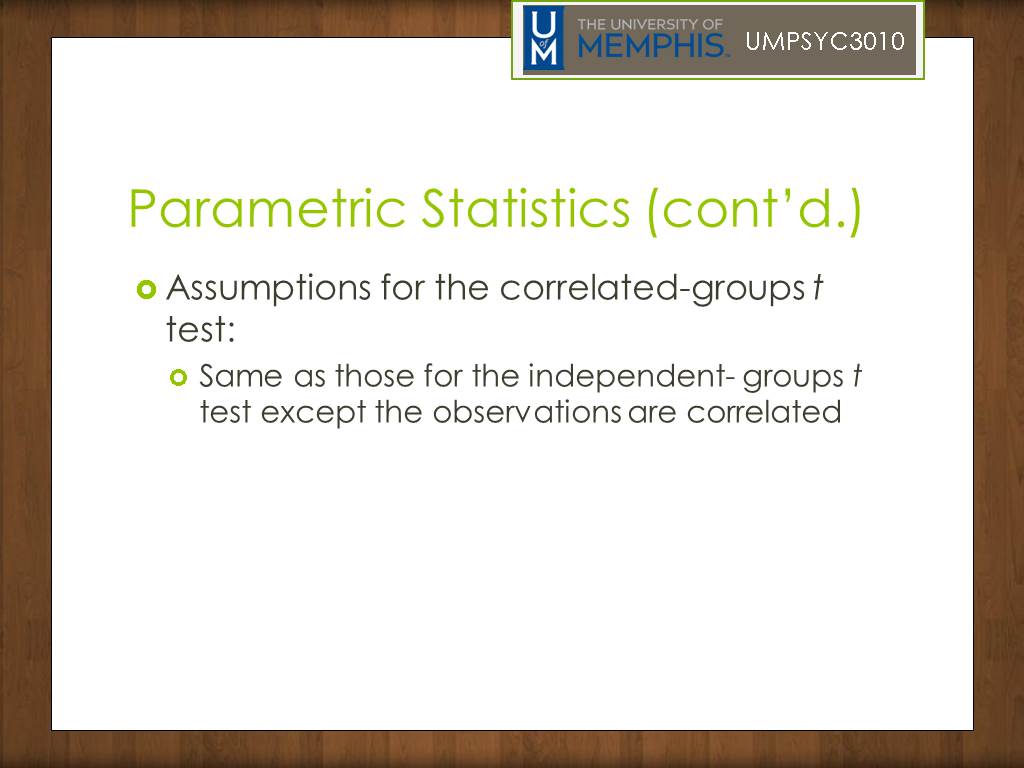 THE UNIVERSITY OF
U of M MEMPHIS™ UMPSYC3010
Parametric Statistics (cont’d.)
Assumptions for the correlated-groups t
test:
Same as those for the independent- groups t
test except the observations are correlated